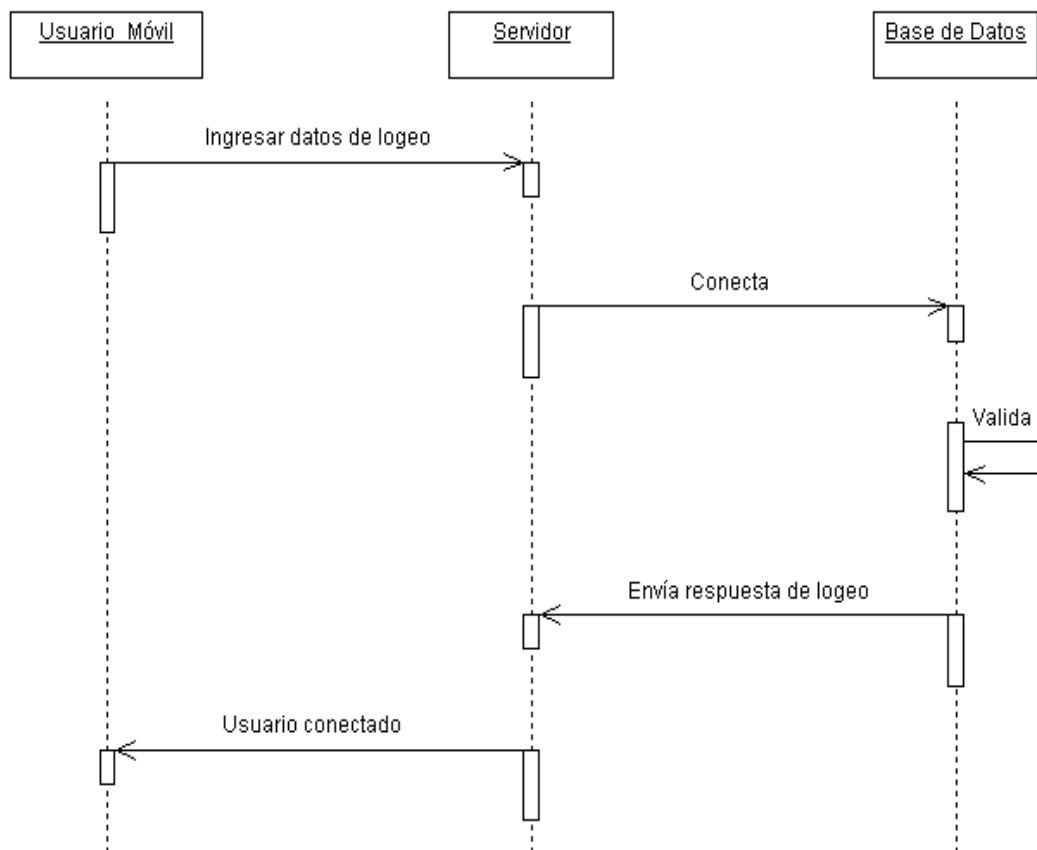 Usuario Móvil
Servidor
Base de Datos
Ingresar datos de logeo
Conecta
Valida
Envía respuesta de logeo
Usuario conectado